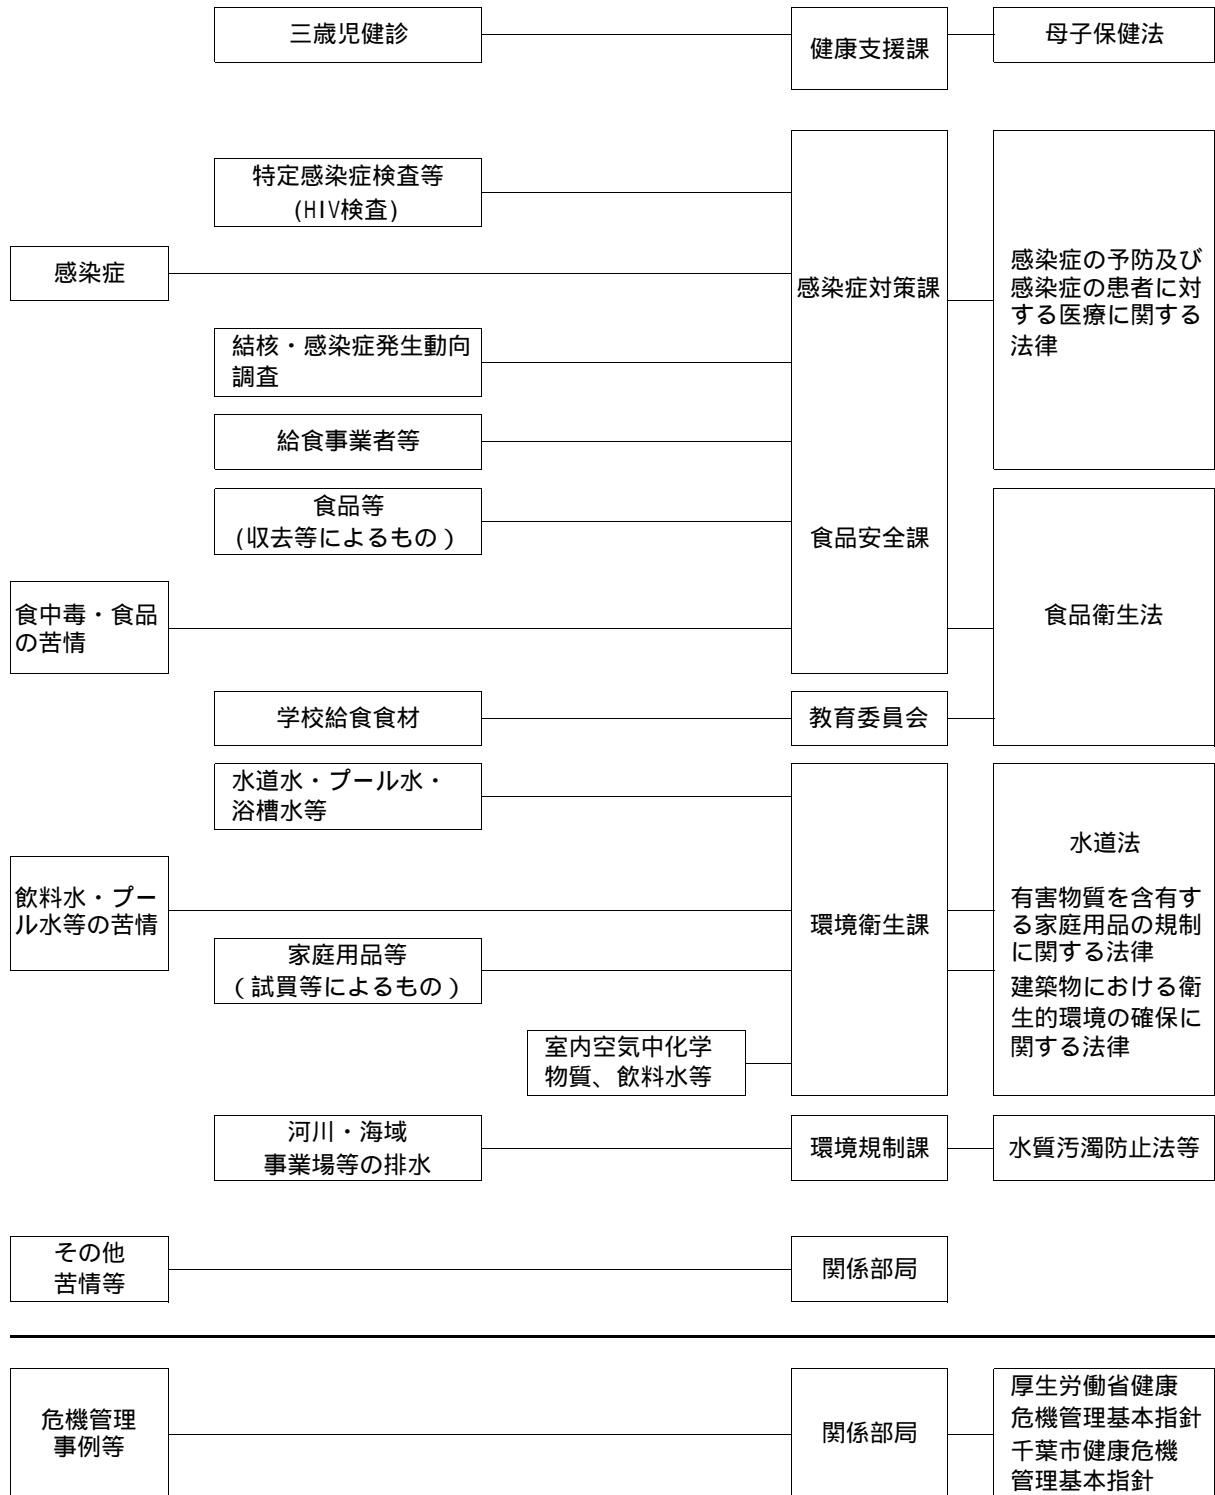 三歳児健診
健康支援課
母子保健法
特定感染症検査等
(HIV検査)
感染症
感染症対策課
感染症の予防及び
感染症の患者に対
する医療に関する
法律
結核・感染症発生動向
調査
給食事業者等
食品等
(収去等によるもの)
食品安全課
食中毒・食品
の苦情
食品衛生法
学校給食食材
教育委員会
水道水・プール水・
浴槽水等
飲料水・プー
ル水等の苦情
環境衛生課
水道法
有害物質を含有す
る家庭用品の規制
に関する法律
建築物における衛
生的環境の確保に
関する法律
家庭用品等
(試買等によるもの)
室内空気中化学
物質、飲料水等
河川・海域
事業場等の排水
環境規制課
水質汚濁防止法等
その他
苦情等
関係部局
危機管理
事例等
関係部局
厚生労働省健康
危機管理基本指針
千葉市健康危機
管理基本指針